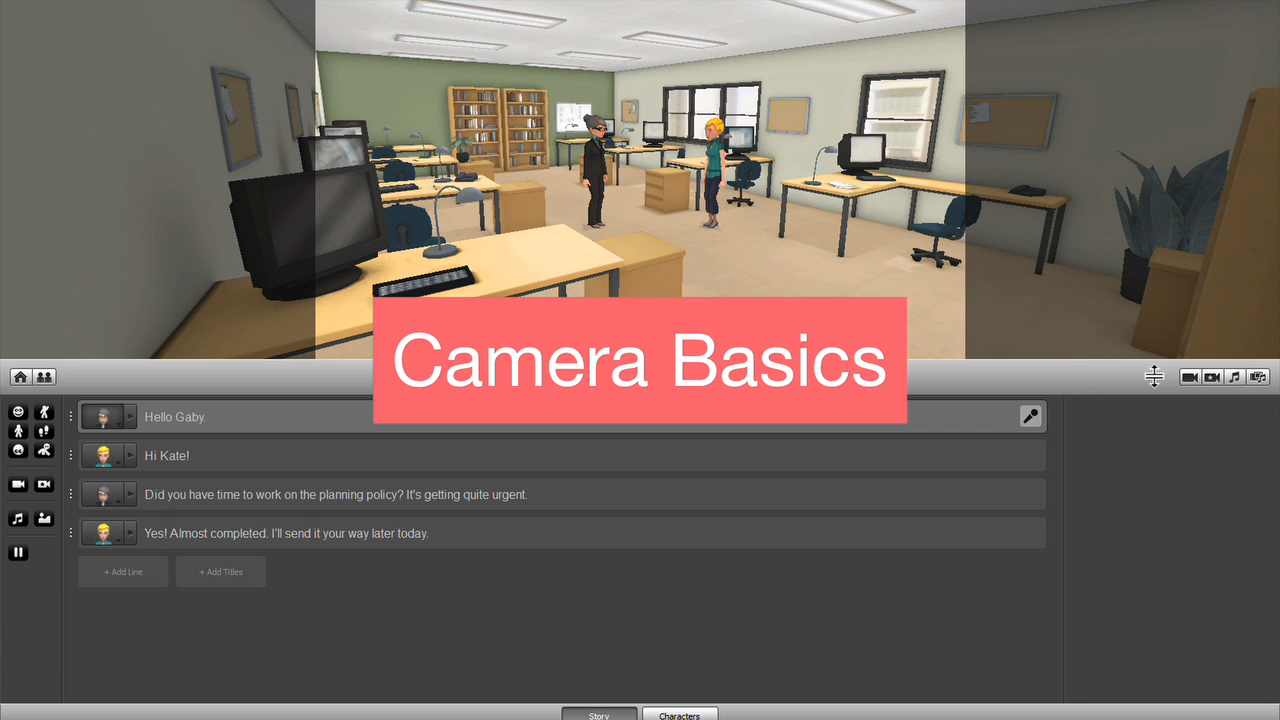 Camera Basics
Hello Gaby.
Hi Kate!
Did you have time to work on the planning policy? It's getting quite urgent.
Yes! Almost completed. I'll send it your way later today.
+ Add Line
+ Add Titles
Story
Characters